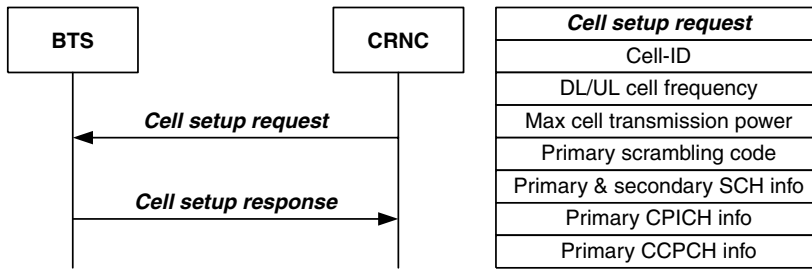 BTS
CRNC
Cell setup request
Cell setup response
Cell setup request
Cell-ID
DL/UL cell frequency
Max cell transmission power
Primary scrambling code
Primary & secondary SCH info
Primary CPICH info
Primary CCPCH info